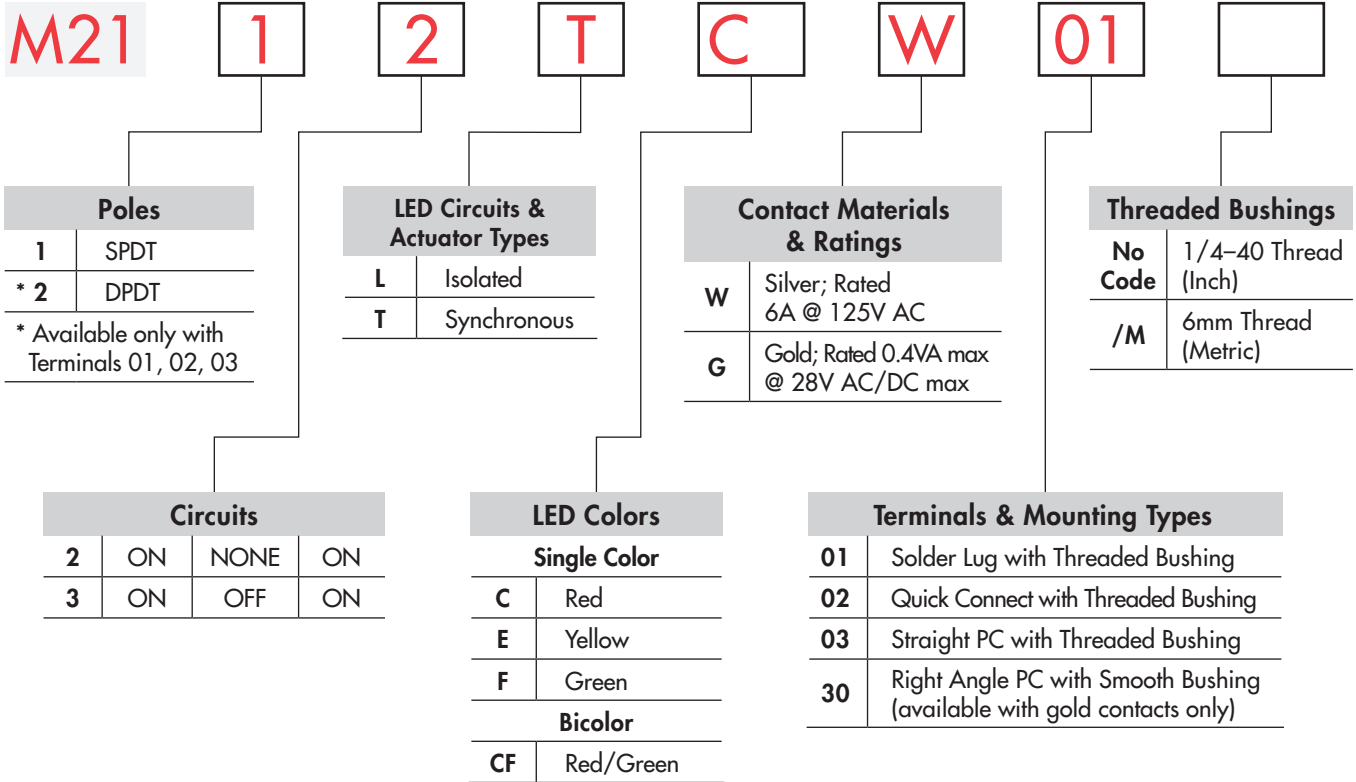 M21 1 2 T C W 01
Poles
1 SPDT
* 2 DPDT
* Available only with
Terminals 01, 02, 03
LED Circuits &
Actuator Types
L Isolated
T Synchronous
Contact Materials
& Ratings
W Silver; Rated
6A @ 125V AC
G Gold; Rated 0.4VA max
@ 28V AC/DC max
Threaded Bushings
No
Code
1/4–40 Thread
(Inch)
/M 6mm Thread
(Metric)
Circuits
2 ON NONE ON
3 ON OFF ON
LED Colors
Single Color
C Red
E Yellow
F Green
Bicolor
CF Red/Green
Terminals & Mounting Types
01 Solder Lug with Threaded Bushing
02 Quick Connect with Threaded Bushing
03 Straight PC with Threaded Bushing
30 Right Angle PC with Smooth Bushing
(available with gold contacts only)